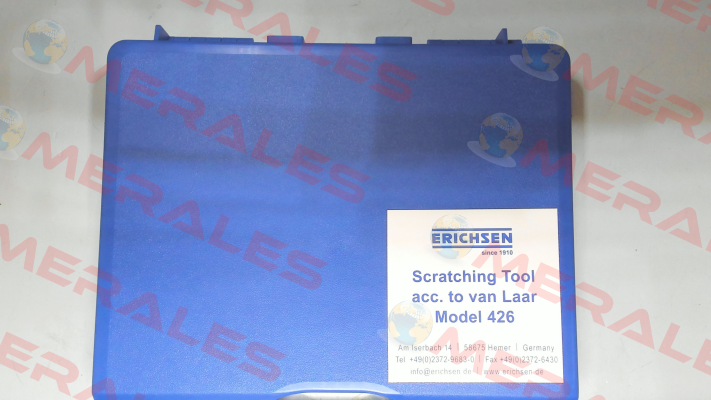 ERICHSEN
since 1910
Scratching Tool
acc. to van Laar
Model 426
Am Iserbach 14 | 58675 Hemer | Germany
Tel +49(0)2372-9683-0 | Fax +49(0)2372-6430
info@erichsen.de | www.erichsen.de
MERALES
MERALES
MERALES
MERALES
MERALES
MERALES